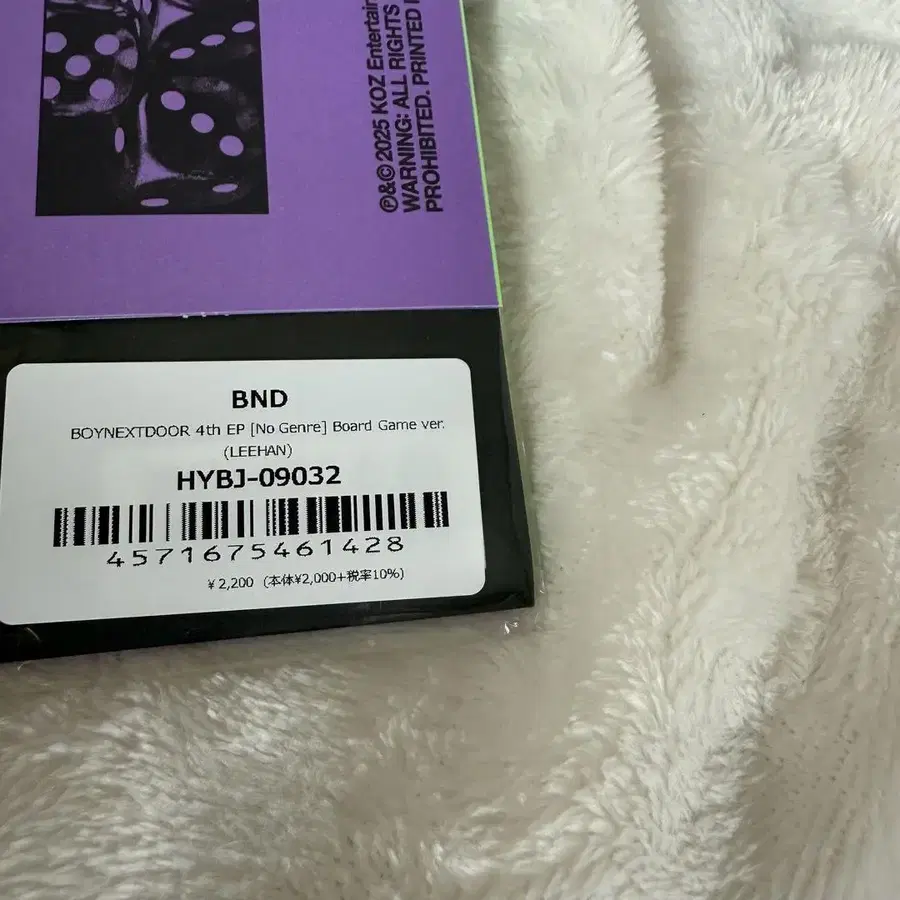 ℗&© 2025 KOZ Entertain
WARNING: ALL RIGHTS
PROHIBITED. PRINTED
BND
BOYNEXTDOOR 4th EP [No Genre] Board Game ver.
(LEEHAN)
HYBJ-09032
4571675461428
¥2,200 (本体¥2,000+税率10%)